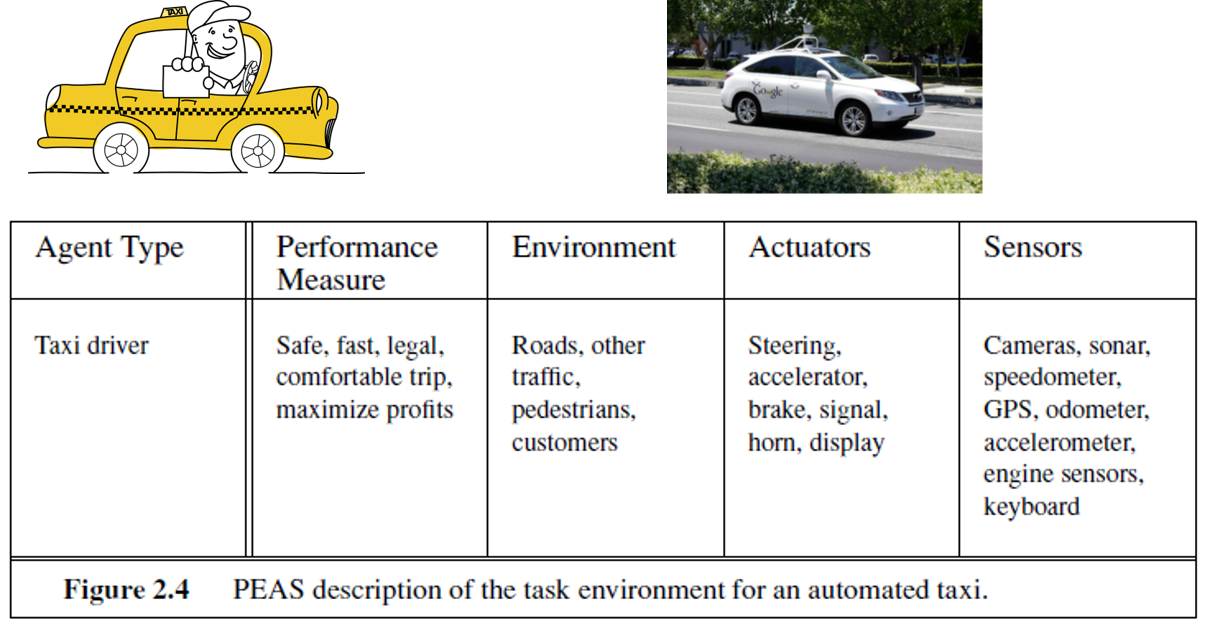 TAXI
Google
Agent Type
Performance
Measure
Environment
Actuators
Sensors
Taxi driver
Safe, fast, legal,
comfortable trip,
maximize profits
Roads, other
traffic,
pedestrians,
customers
Steering,
accelerator,
brake, signal,
horn, display
Cameras, sonar,
speedometer,
GPS, odometer,
accelerometer,
engine sensors,
keyboard
Figure 2.4 PEAS description of the task environment for an automated taxi.